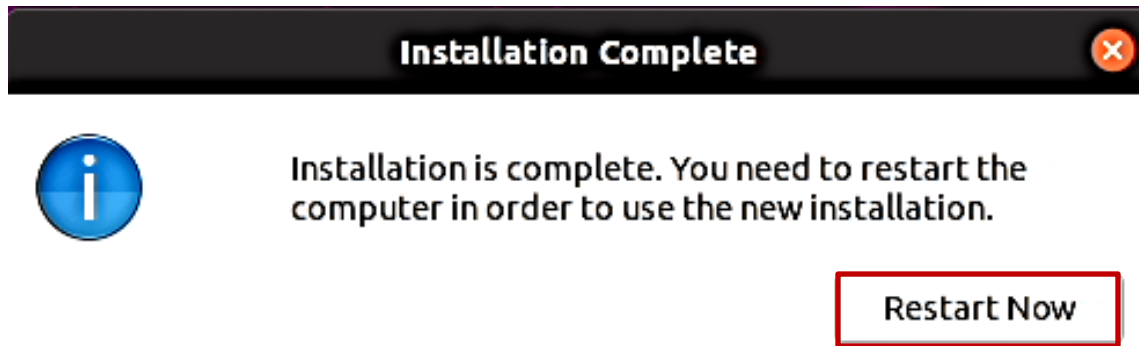 Installation Complete
Installation is complete. You need to restart the
computer in order to use the new installation.
Restart Now